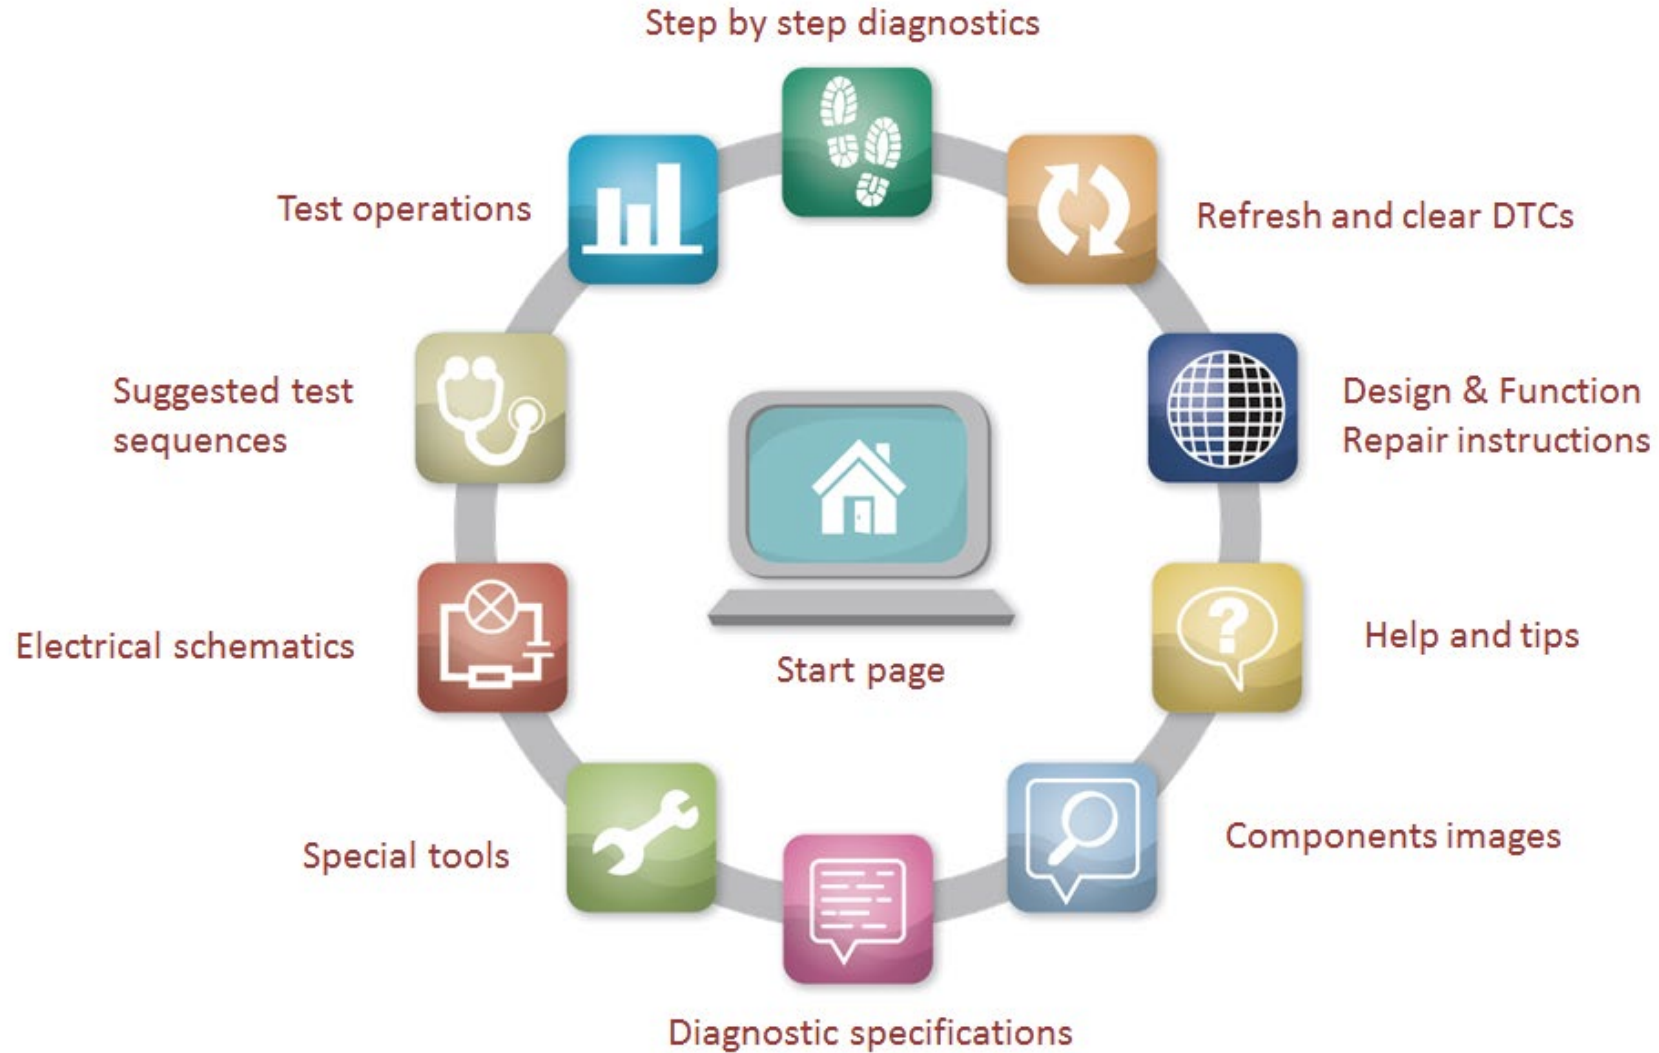 Step by step diagnostics
Test operations
Refresh and clear DTCs
Suggested test
sequences
Design & Function
Repair instructions
Electrical schematics
Start page
Help and tips
Special tools
Components images
Diagnostic specifications